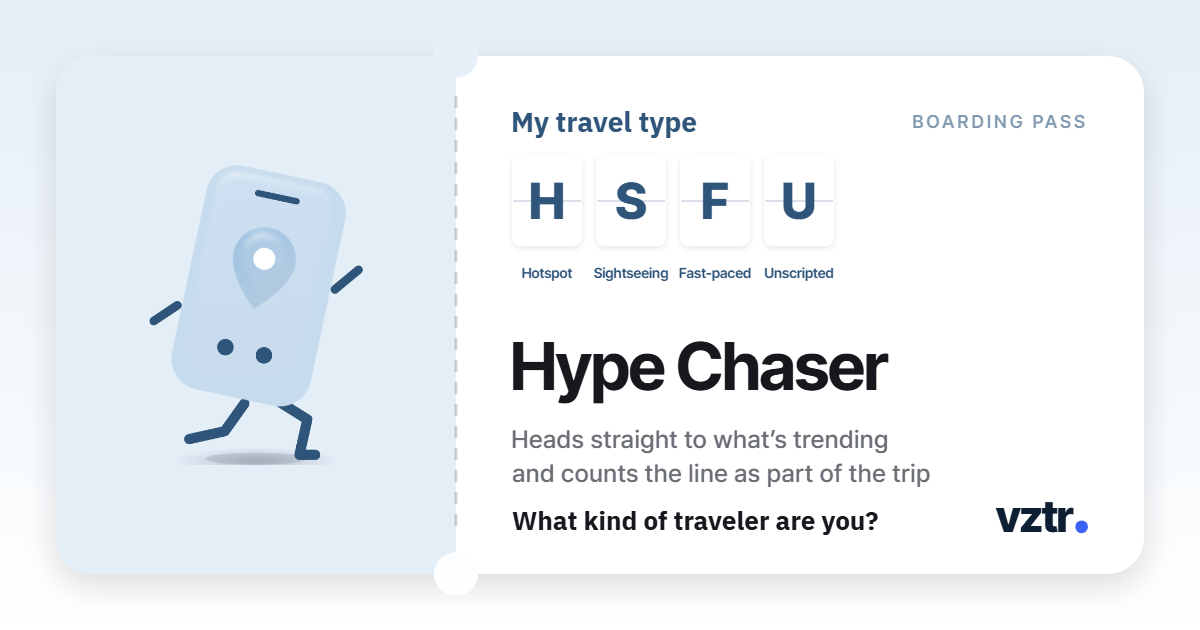 My travel type
BOARDING PASS
H S F U
Hotspot Sightseeing Fast-paced Unscripted
Hype Chaser
Heads straight to what’s trending
and counts the line as part of the trip
What kind of traveler are you?
vztr.